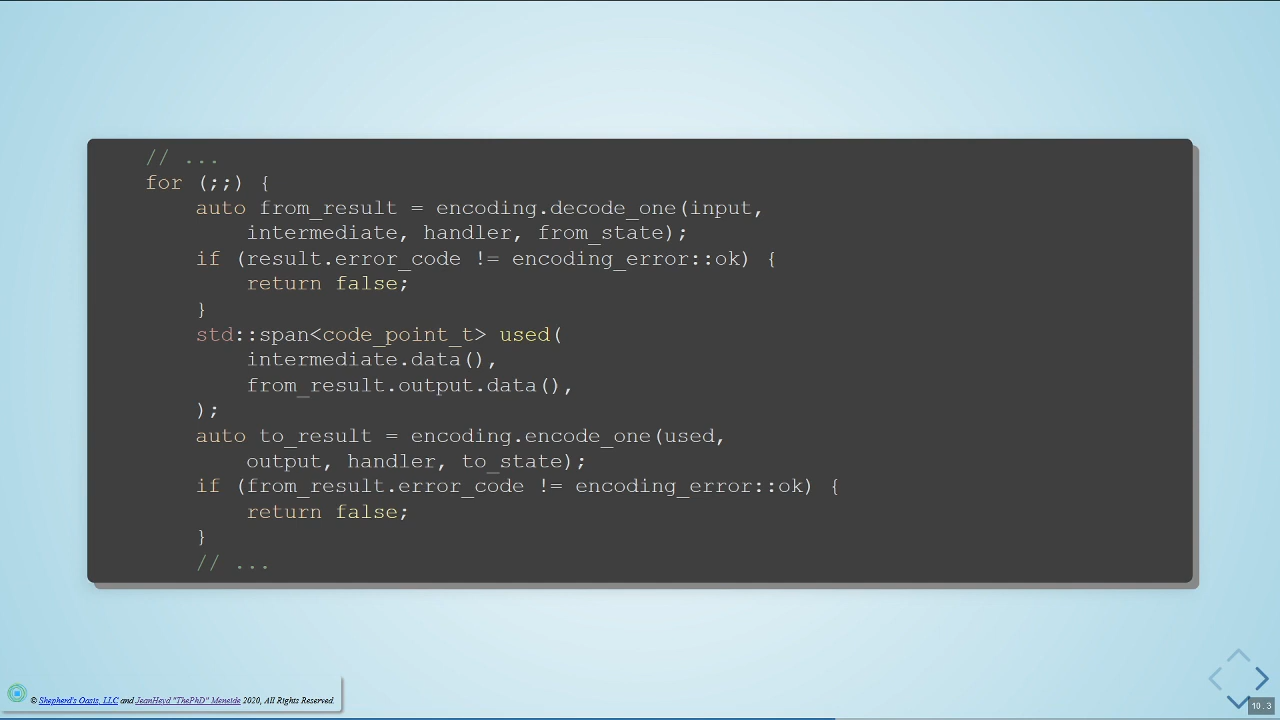 // ...
for (;;) {
auto from_result = encoding.decode_one(input,
intermediate, handler, from_state);
if (result.error_code != encoding_error::ok) {
return false;
}
std::span<code_point_t> used(
intermediate.data(),
from_result.output.data(),
);
auto to_result = encoding.encode_one(used,
output, handler, to_state);
if (from_result.error_code != encoding_error::ok) {
return false;
}
// ...
© Shepherd's Oasis, LLC and JeanHeyd "ThePhD" Meneide 2020, All Rights Reserved.
10.3